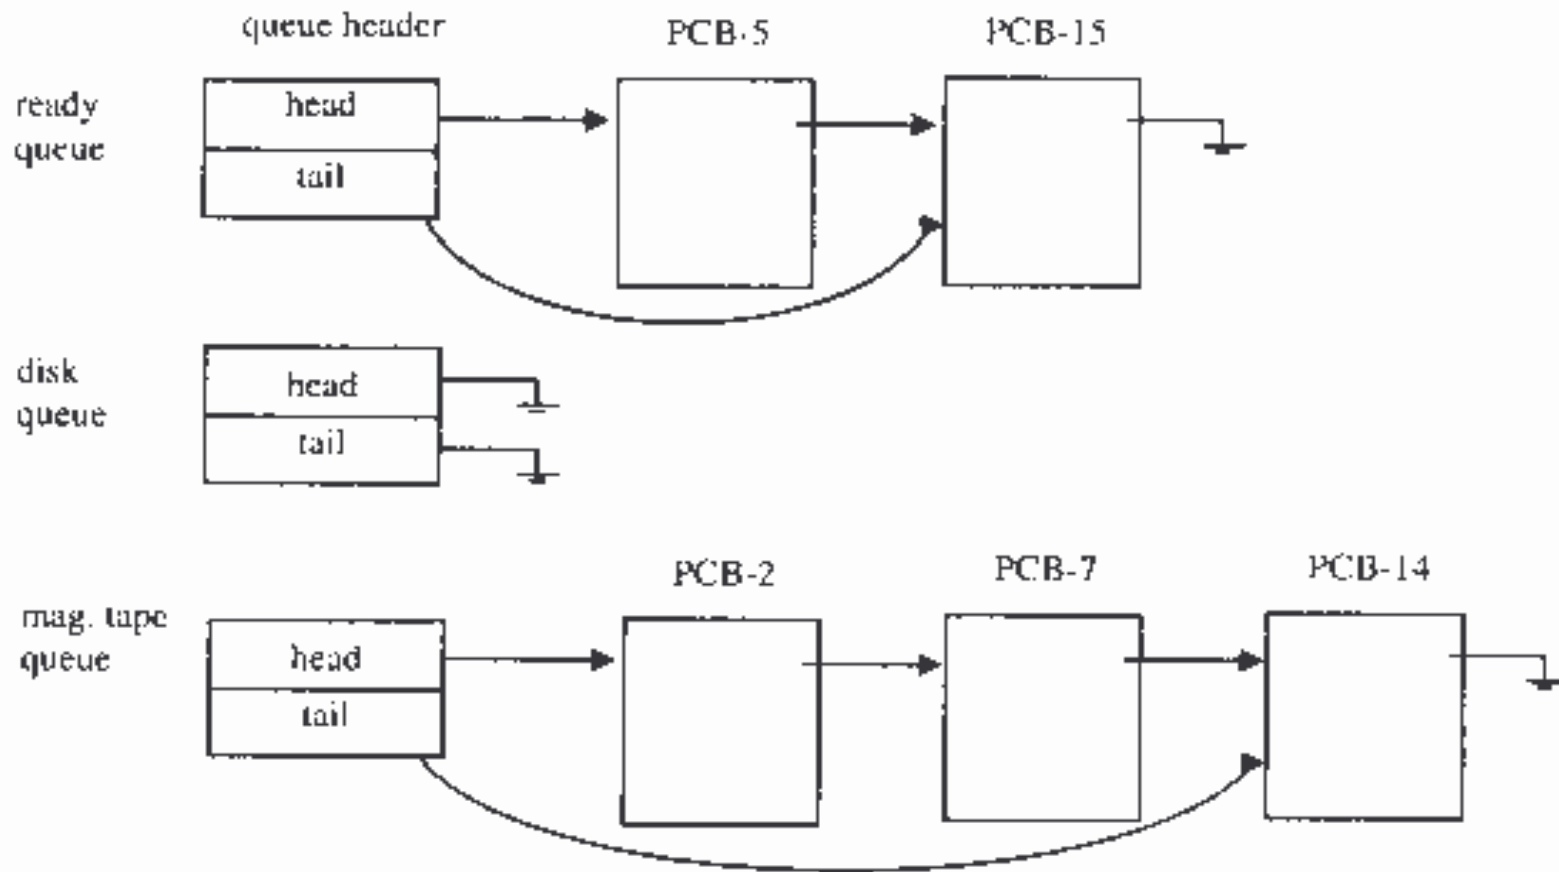 queue header
PCB-5
PCB-15
ready
queue
head
tail
disk
queue
head
tail
PCB-2
PCB-7
PCB-14
mag. tape
queue
head
tail